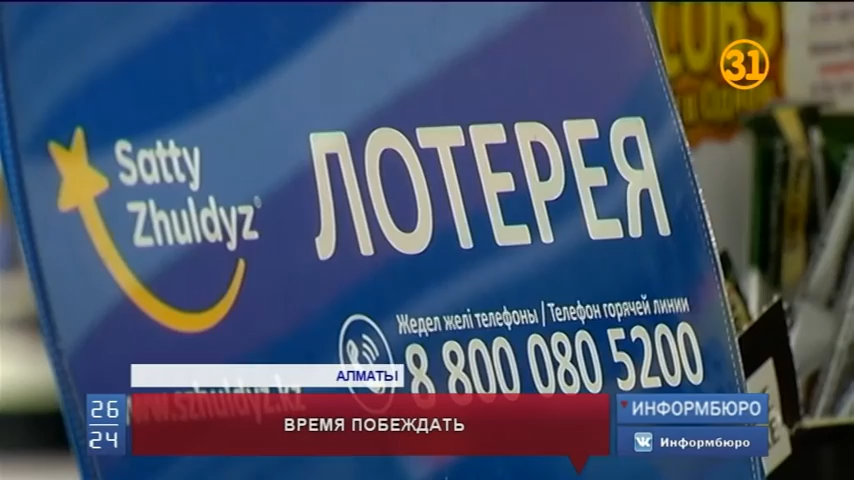 31
Satty
Zhuldyz
ЛОТЕРЕЯ
Жедел желі телефоны / Телефон горячей линии
8 800 080 5200
www.szhuldyz.kz
АЛМАТЫ
26
24
ВРЕМЯ ПОБЕЖДАТЬ
ИНФОРМБЮРО
Информбюро